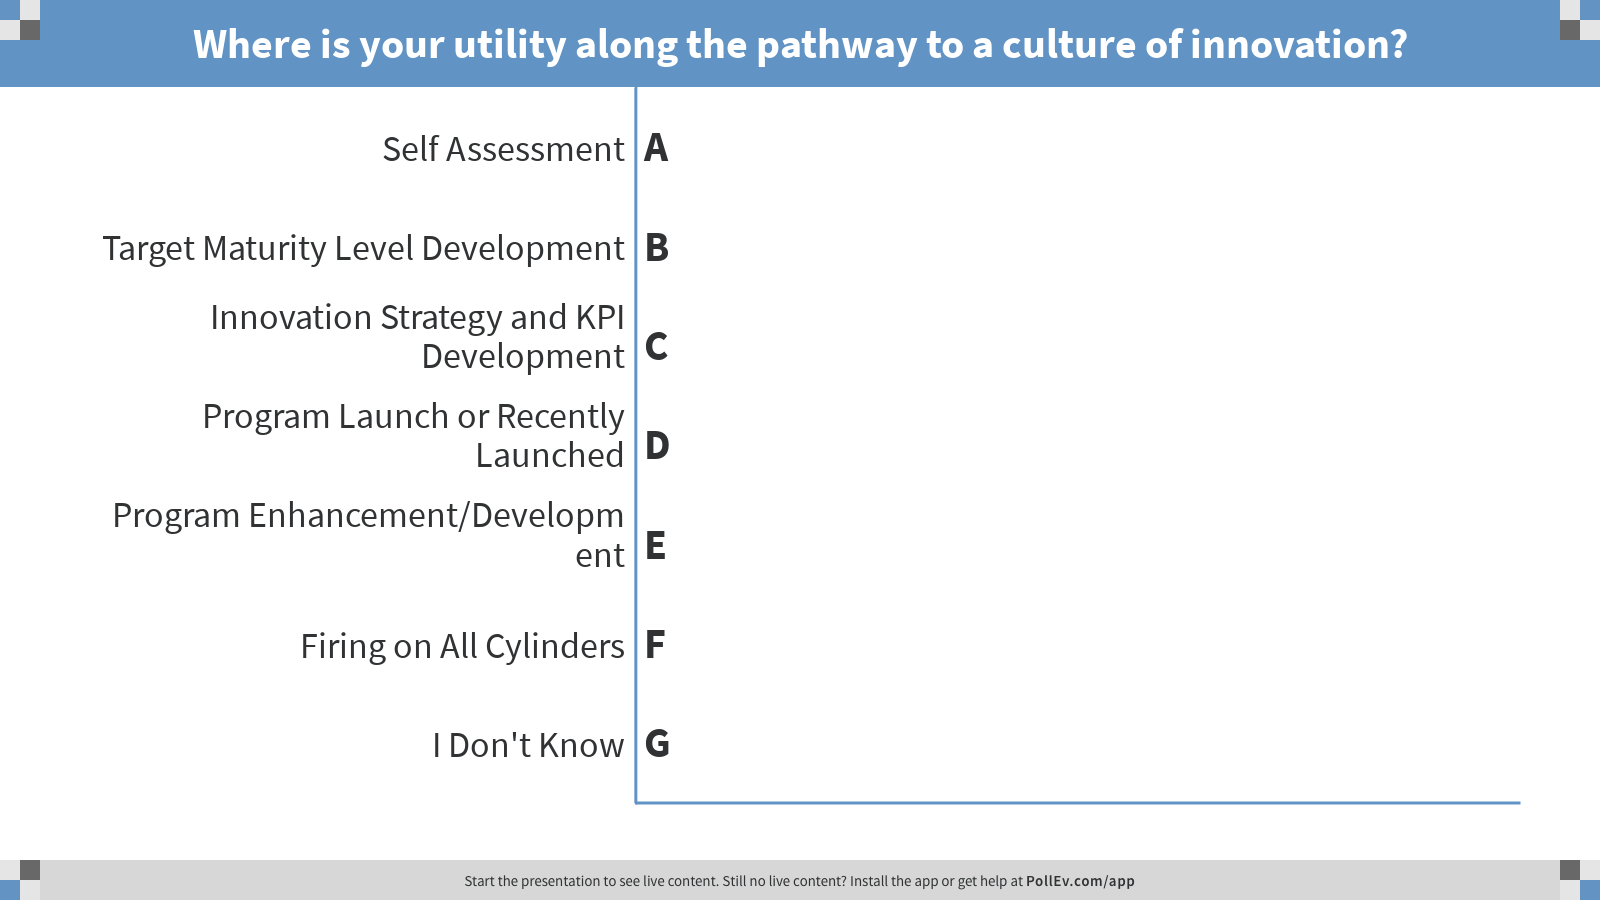 Where is your utility along the pathway to a culture of innovation?
Self Assessment A
Target Maturity Level Development B
Innovation Strategy and KPI
Development C
Program Launch or Recently
Launched D
Program Enhancement/Developm
ent E
Firing on All Cylinders F
I Don't Know G
Start the presentation to see live content. Still no live content? Install the app or get help at PollEv.com/app